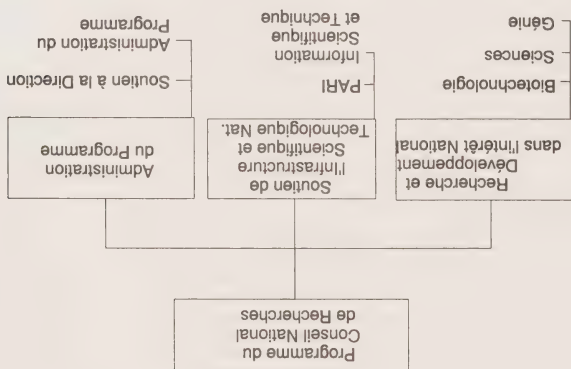 Programme du
Conseil National
de Recherches
Recherche et
Développement
dans l'Intérêt National
Biotechnologie
Sciences
Génie
Soutien de
l'Infrastructure
Scientifique et
Technologique Nat.
PARI
Information
Scientifique
et Technique
Administration
du Programme
Soutien à la Direction
Administration du
Programme